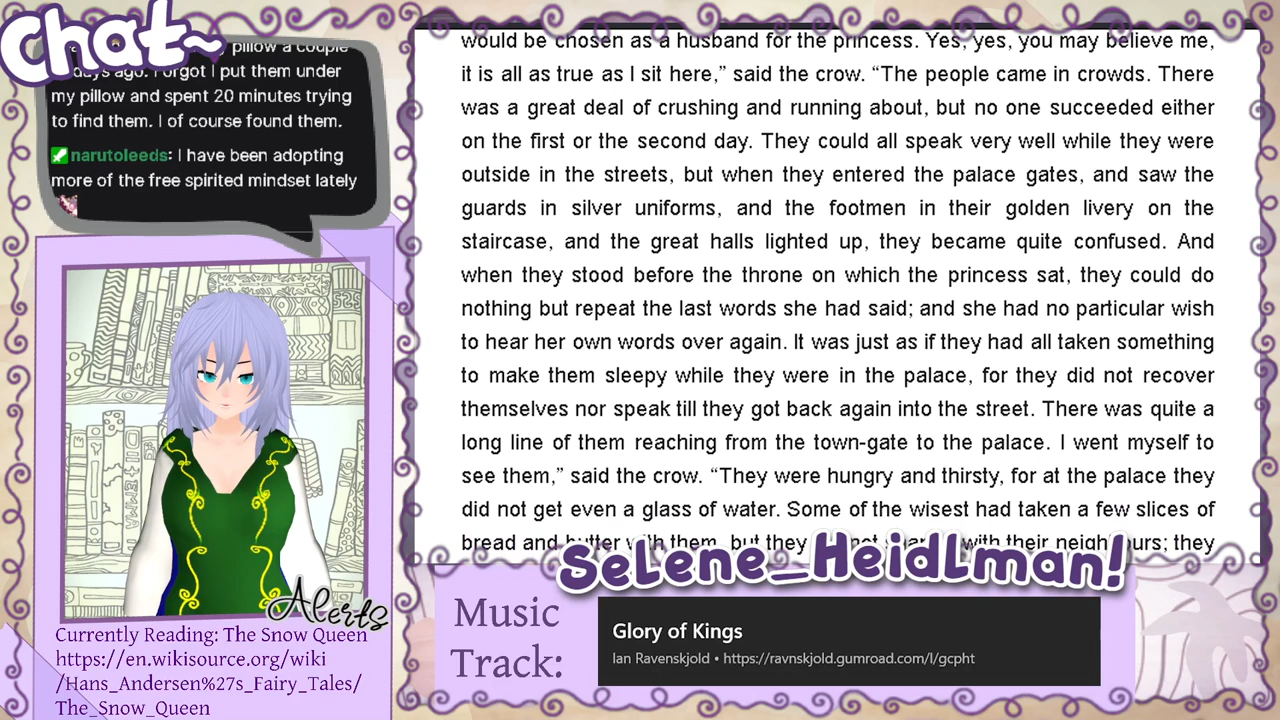 Chat~
pillow a couple
days ago. I forgot I put them under
my pillow and spent 20 minutes trying
to find them. I of course found them.
narutoleeds: I have been adopting
more of the free spirited mindset lately
Alerts
Currently Reading: The Snow Queen
https://en.wikisource.org/wiki
/Hans_Andersen%27s_Fairy_Tales/
The_Snow_Queen
would be chosen as a husband for the princess. Yes, yes, you may believe me,
it is all as true as I sit here,” said the crow. “The people came in crowds. There
was a great deal of crushing and running about, but no one succeeded either
on the first or the second day. They could all speak very well while they were
outside in the streets, but when they entered the palace gates, and saw the
guards in silver uniforms, and the footmen in their golden livery on the
staircase, and the great halls lighted up, they became quite confused. And
when they stood before the throne on which the princess sat, they could do
nothing but repeat the last words she had said; and she had no particular wish
to hear her own words over again. It was just as if they had all taken something
to make them sleepy while they were in the palace, for they did not recover
themselves nor speak till they got back again into the street. There was quite a
long line of them reaching from the town-gate to the palace. I went myself to
see them,” said the crow. “They were hungry and thirsty, for at the palace they
did not get even a glass of water. Some of the wisest had taken a few slices of
bread and butter with them, but they with their neighbours; they
Selene_Heidlman!
Music
Track:
Glory of Kings
Ian Ravenskjold • https://ravnskjold.gumroad.com/l/gcpht